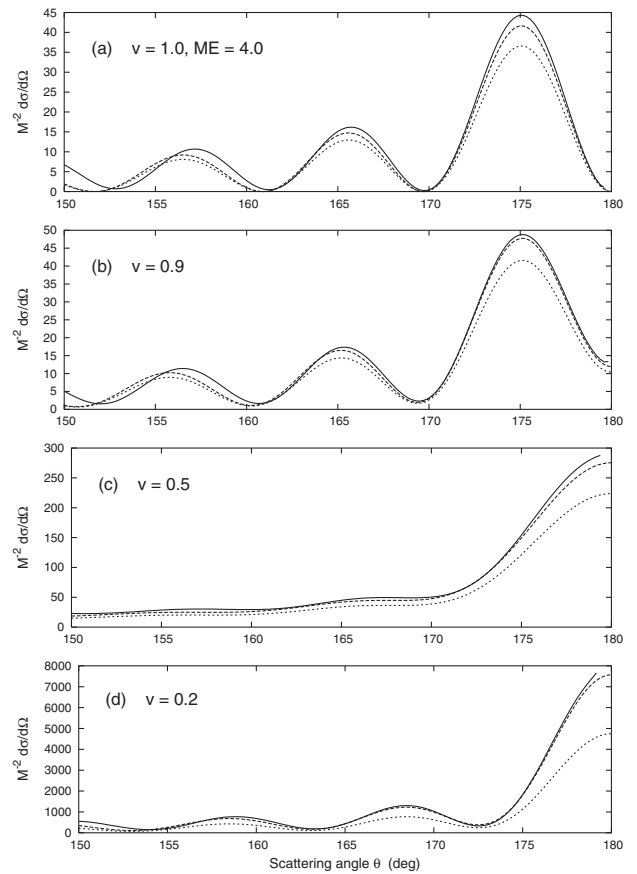 45
40
35
30
25
20
15
10
5
0
M⁻² dσ/dΩ
(a) v = 1.0, ME = 4.0
150 155 160 165 170 175 180
50
45
40
35
30
25
20
15
10
5
0
M⁻² dσ/dΩ
(b) v = 0.9
150 155 160 165 170 175 180
300
250
200
150
100
50
0
M⁻² dσ/dΩ
(c) v = 0.5
150 155 160 165 170 175 180
8000
7000
6000
5000
4000
3000
2000
1000
0
M⁻² dσ/dΩ
(d) v = 0.2
150 155 160 165 170 175 180
Scattering angle θ (deg)